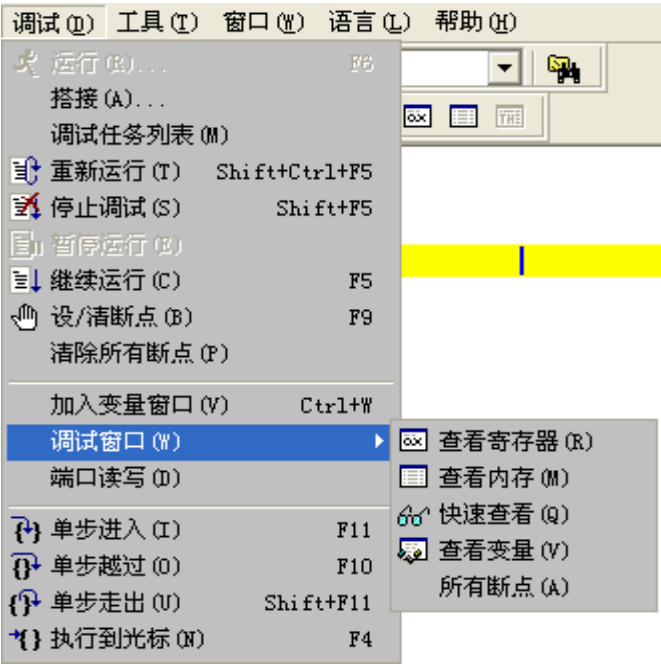 调试(D) 工具(T) 窗口(W) 语言(L) 帮助(H)
运行(R)... F6
搭接(A)...
调试任务列表(M)
重新运行(T) Shift+Ctrl+F5
停止调试(S) Shift+F5
暂停运行(E)
继续运行(C) F5
设/清断点(B) F9
清除所有断点(P)
加入变量窗口(V) Ctrl+W
调试窗口(W)
端口读写(D)
单步进入(I) F11
单步越过(O) F10
单步走出(U) Shift+F11
执行到光标(N) F4
查看寄存器(R)
查看内存(M)
快速查看(Q)
查看变量(V)
所有断点(A)